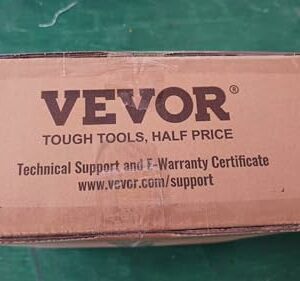 VEVOR®
TOUGH TOOLS, HALF PRICE
Technical Support and E-Warranty Certificate
www.vevor.com/support